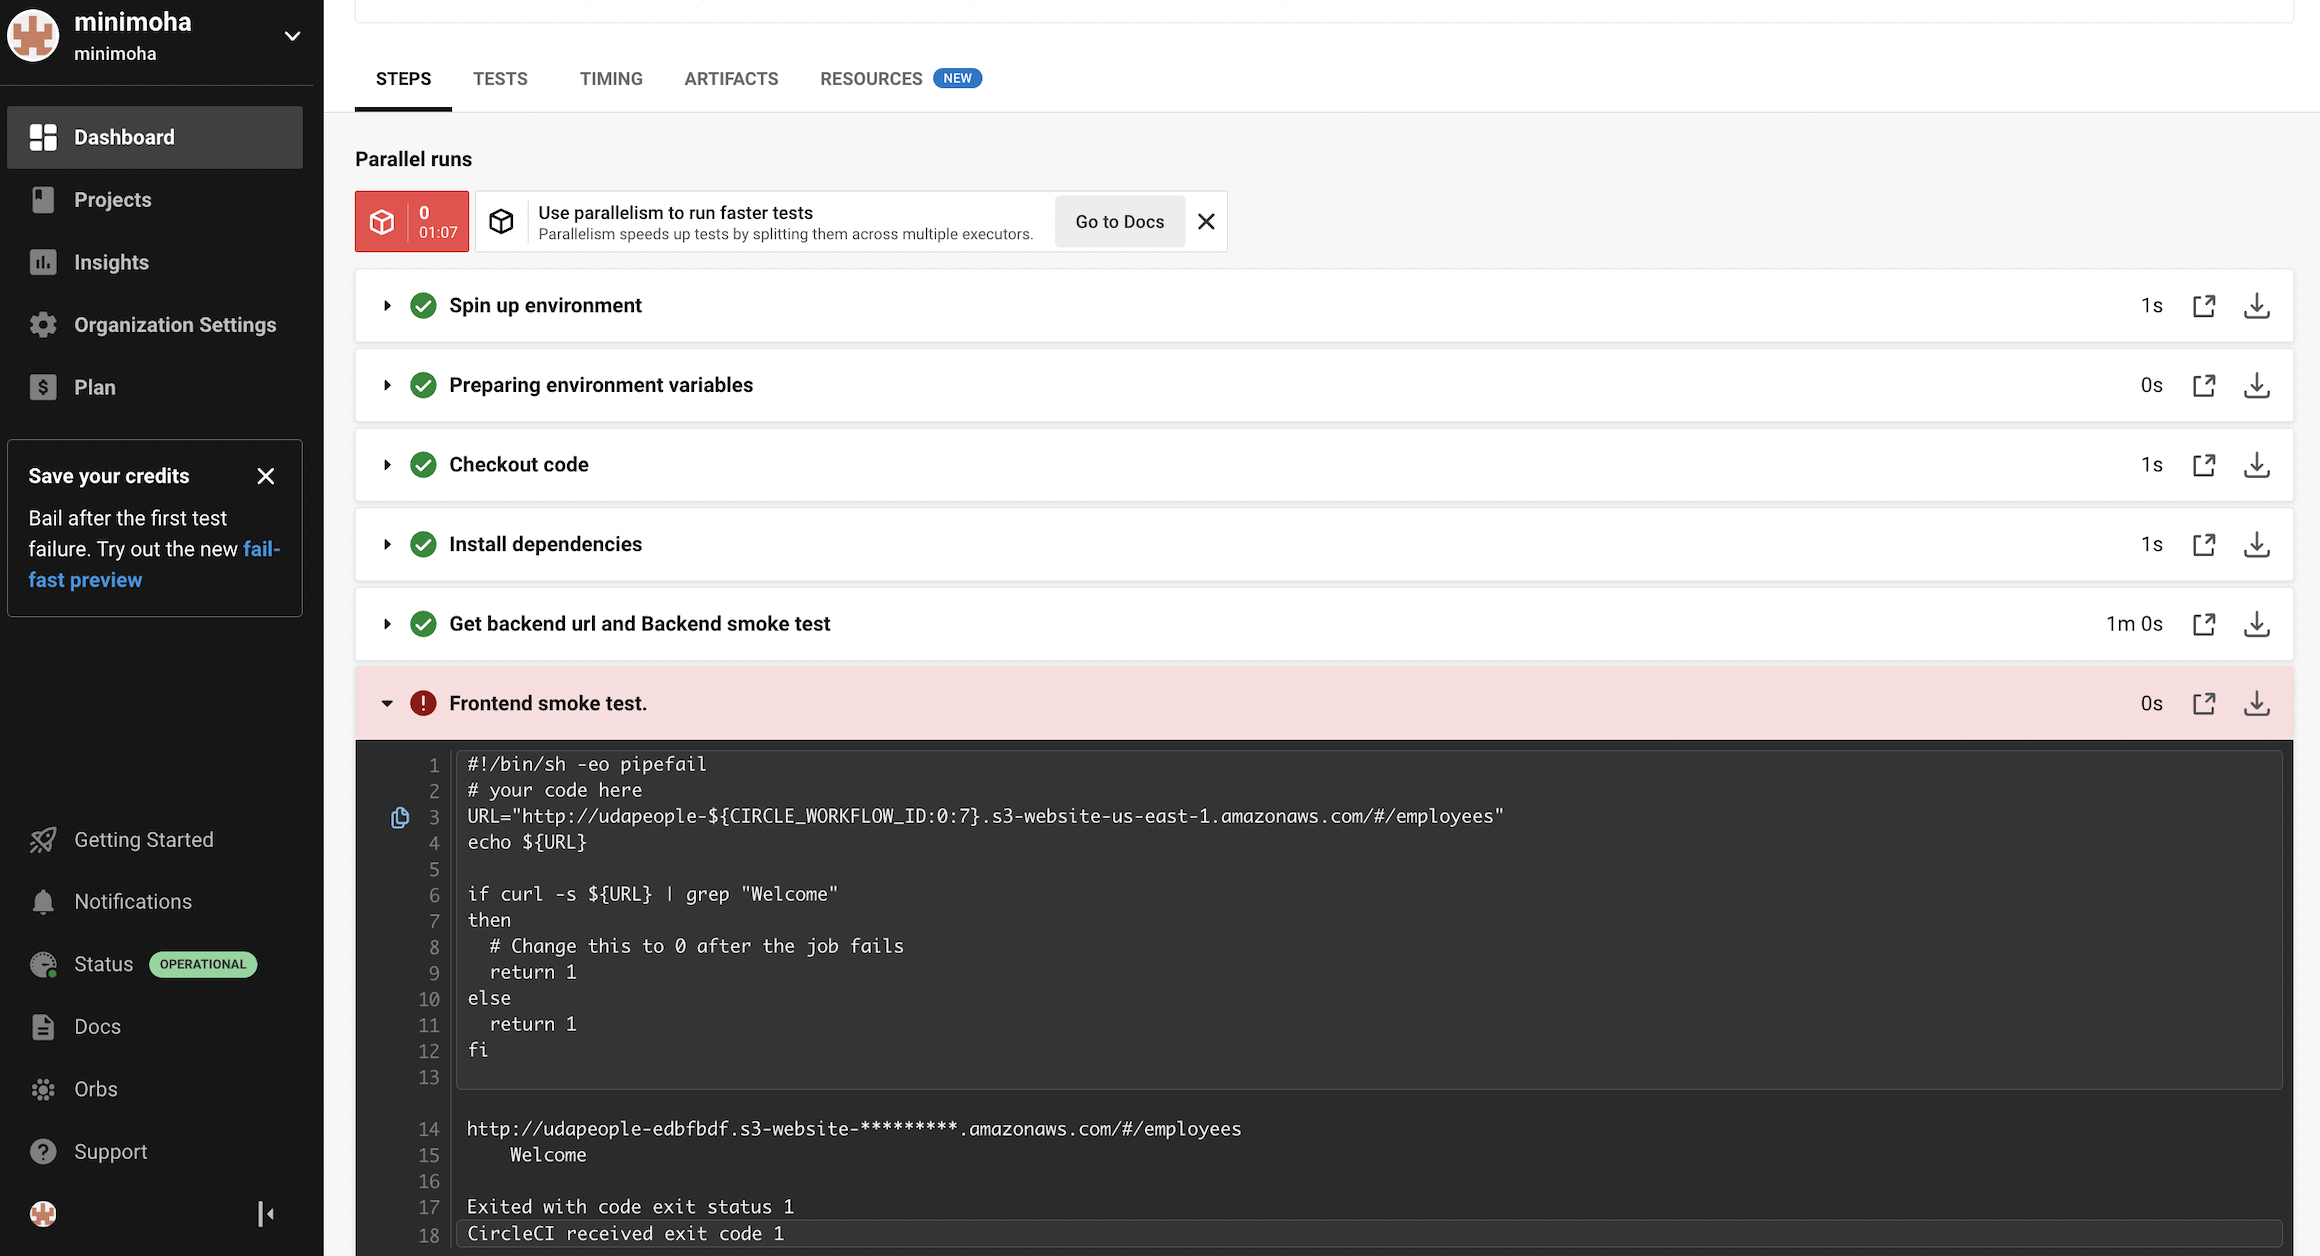 minimoha
minimoha
Dashboard
Projects
Insights
Organization Settings
Plan
Save your credits
Bail after the first test
failure. Try out the new fail-
fast preview
Getting Started
Notifications
Status OPERATIONAL
Docs
Orbs
Support
STEPS TESTS TIMING ARTIFACTS RESOURCES NEW
Parallel runs
0
01:07
Use parallelism to run faster tests
Parallelism speeds up tests by splitting them across multiple executors.
Go to Docs
Spin up environment 1s
Preparing environment variables 0s
Checkout code 1s
Install dependencies 1s
Get backend url and Backend smoke test 1m 0s
Frontend smoke test. 0s
1 #!/bin/sh -eo pipefail
2 # your code here
3 URL="http://udapeople-${CIRCLE_WORKFLOW_ID:0:7}.s3-website-us-east-1.amazonaws.com/#/employees"
4 echo ${URL}
5
6 if curl -s ${URL} | grep "Welcome"
7 then
8 # Change this to 0 after the job fails
9 return 1
10 else
11 return 1
12 fi
13
14 http://udapeople-edbfbdf.s3-website-*********.amazonaws.com/#/employees
15 Welcome
16
17 Exited with code exit status 1
18 CircleCI received exit code 1